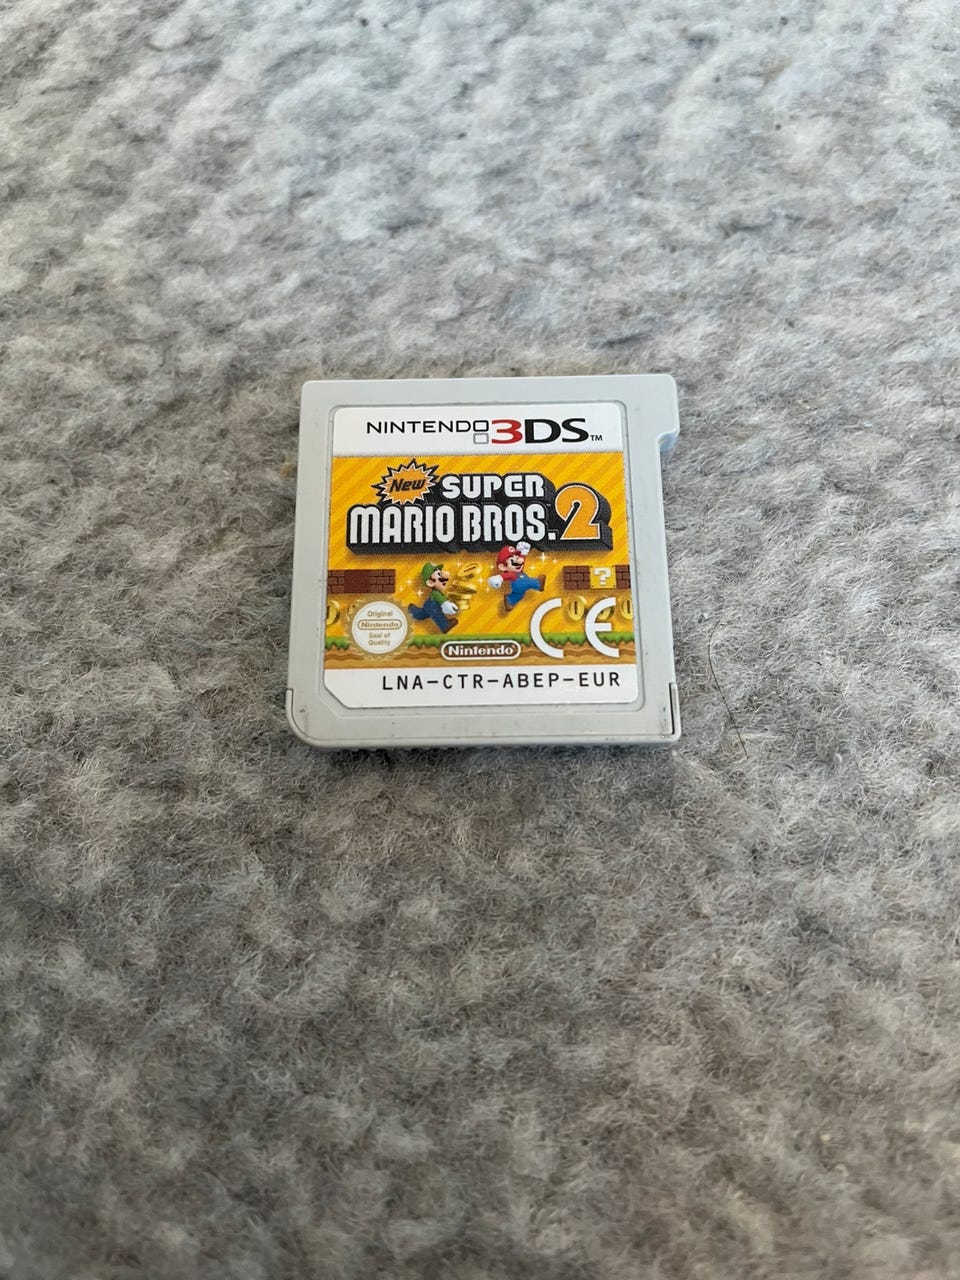 NINTENDO 3DS™
New SUPER
MARIO BROS. 2
?
Original
Nintendo
Seal of
Quality
Nintendo
CE
LNA-CTR-ABEP-EUR